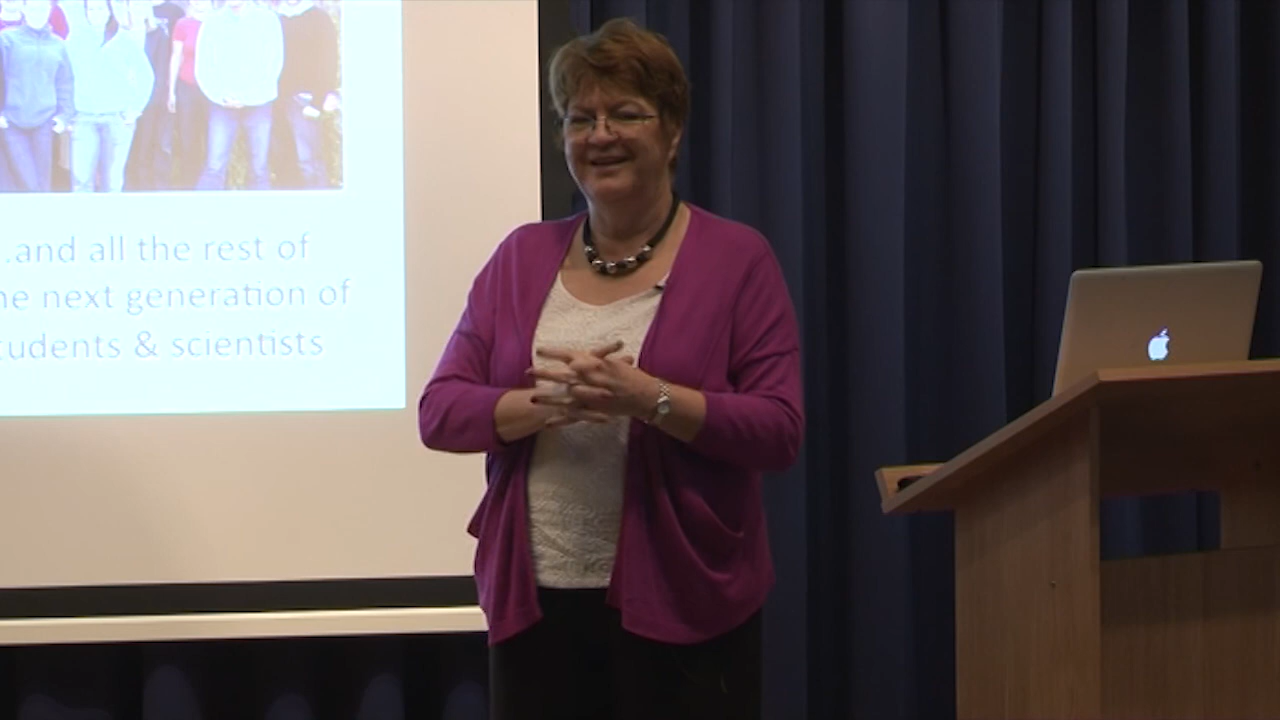 .and all the rest of
he next generation of
tudents & scientists